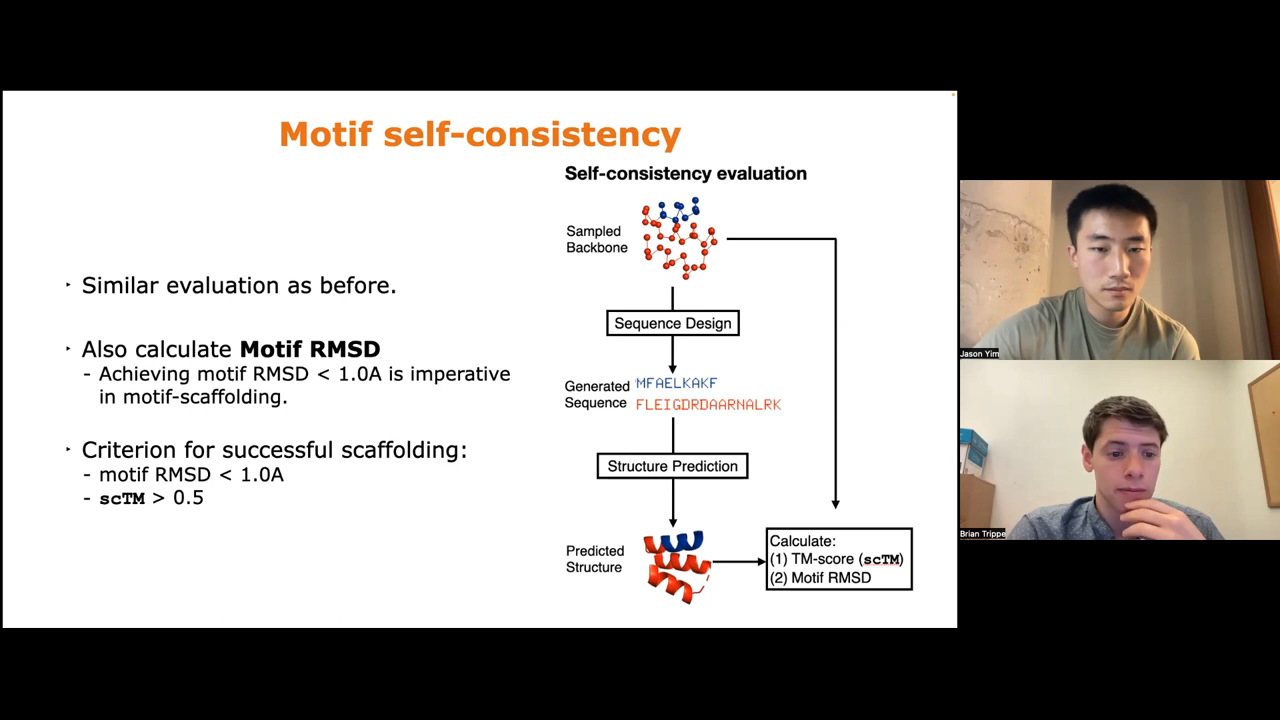 Motif self-consistency
‣ Similar evaluation as before.
‣ Also calculate Motif RMSD
- Achieving motif RMSD < 1.0A is imperative
in motif-scaffolding.
‣ Criterion for successful scaffolding:
- motif RMSD < 1.0A
- scTM > 0.5
Self-consistency evaluation
Sampled
Backbone
Sequence Design
Generated
Sequence
MFAELKAKF
FLEIGDRDAARNALRK
Structure Prediction
Predicted
Structure
Calculate:
(1) TM-score (scTM)
(2) Motif RMSD
Jason Yim
Brian Trippe